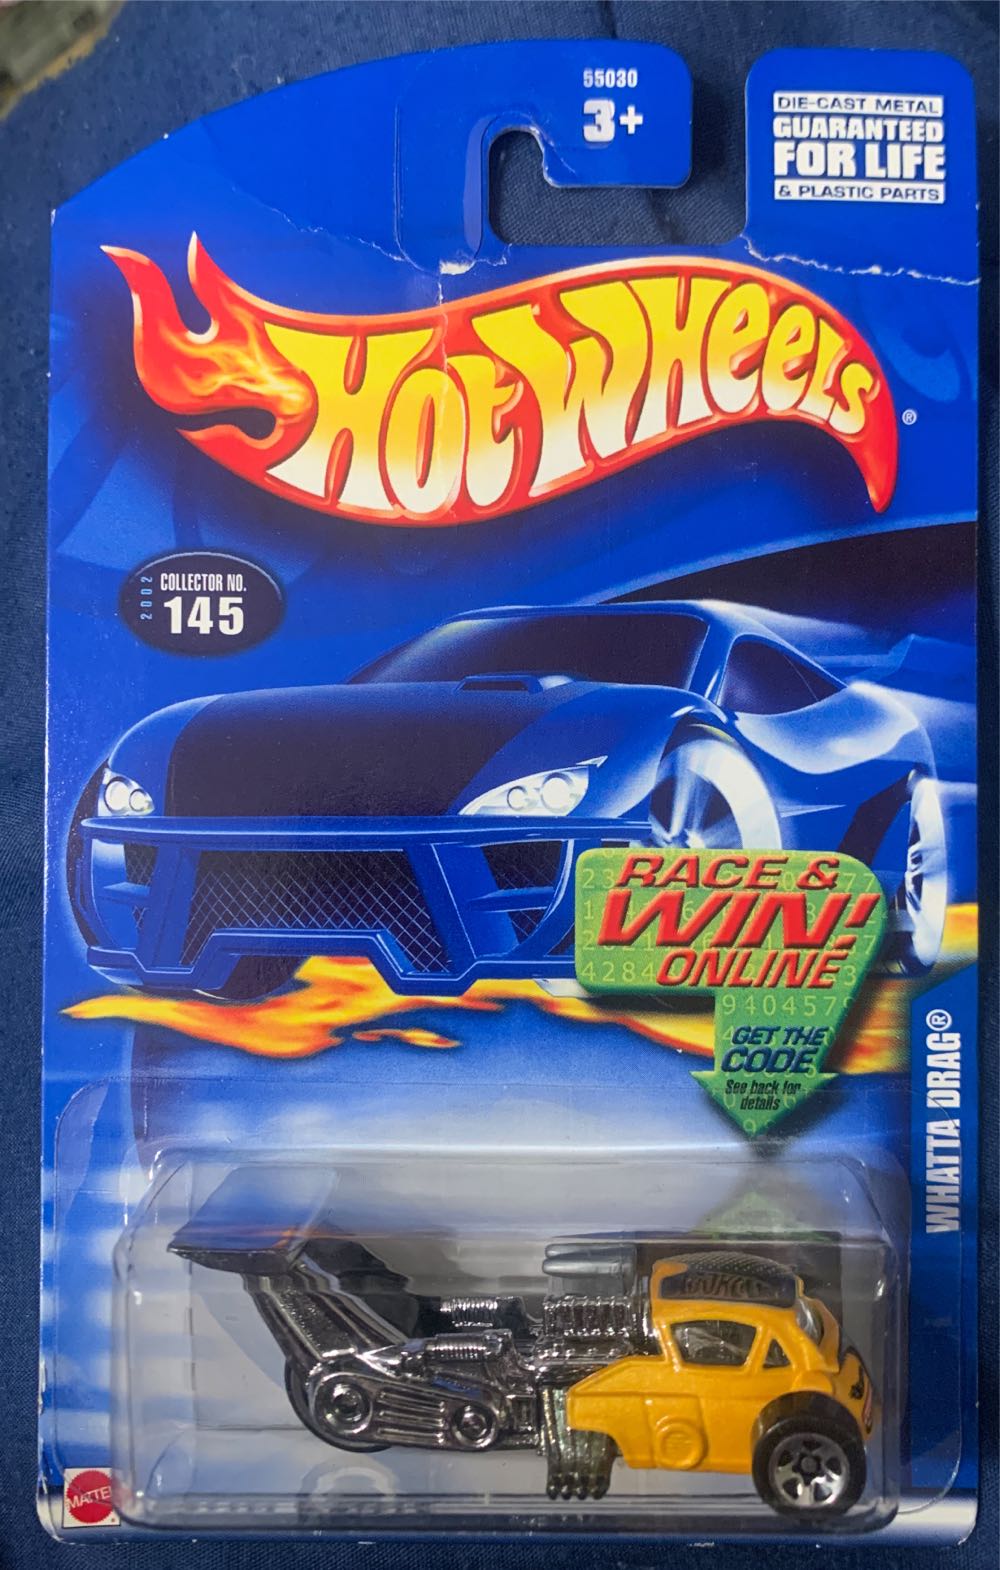 55030
3+
DIE-CAST METAL
GUARANTEED
FOR LIFE
& PLASTIC PARTS
HOT WHEELS®
2002
COLLECTOR NO.
145
RACE &
WIN!
ONLINE
GET THE
CODE
See back for
details
WHATTA DRAG®
MATTEL